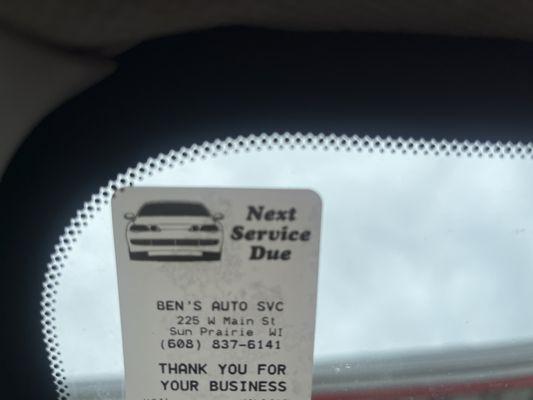 Next
Service
Due
BEN'S AUTO SVC
225 W Main St
Sun Prairie WI
(608) 837-6141
THANK YOU FOR
YOUR BUSINESS